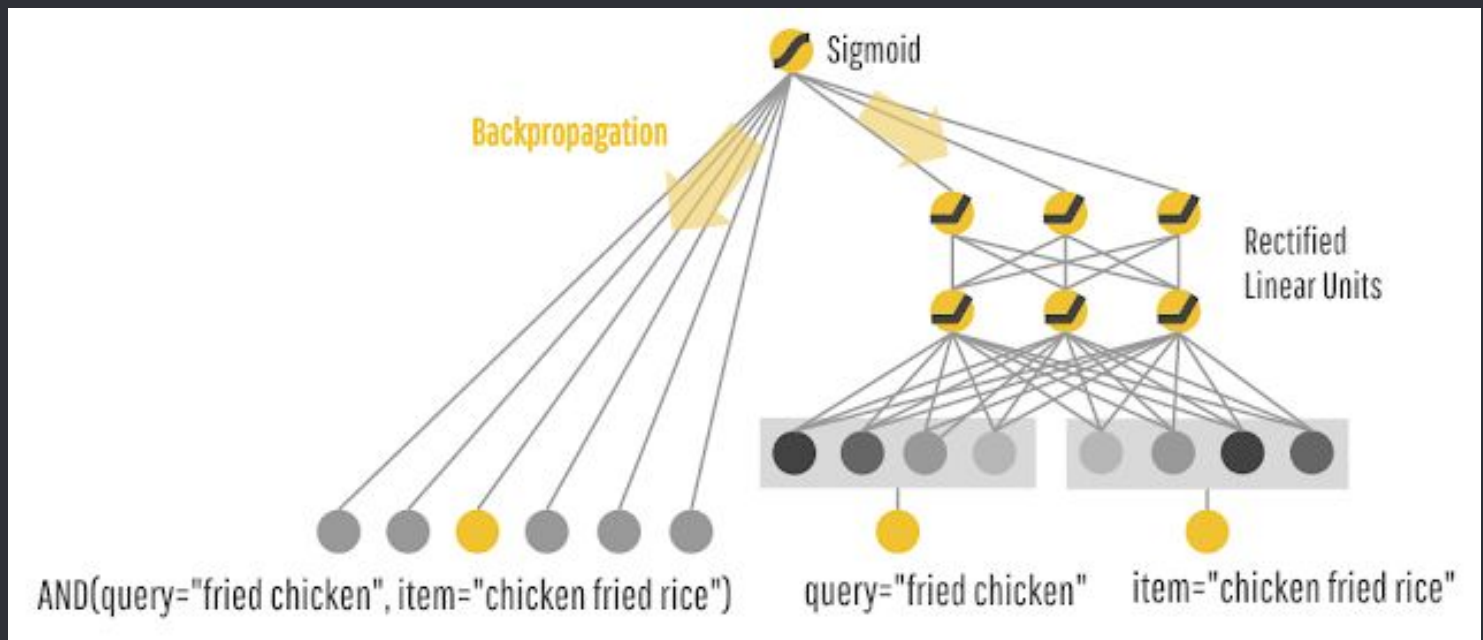 Sigmoid
Backpropagation
Rectified
Linear Units
AND(query="fried chicken", item="chicken fried rice")
query="fried chicken"
item="chicken fried rice"